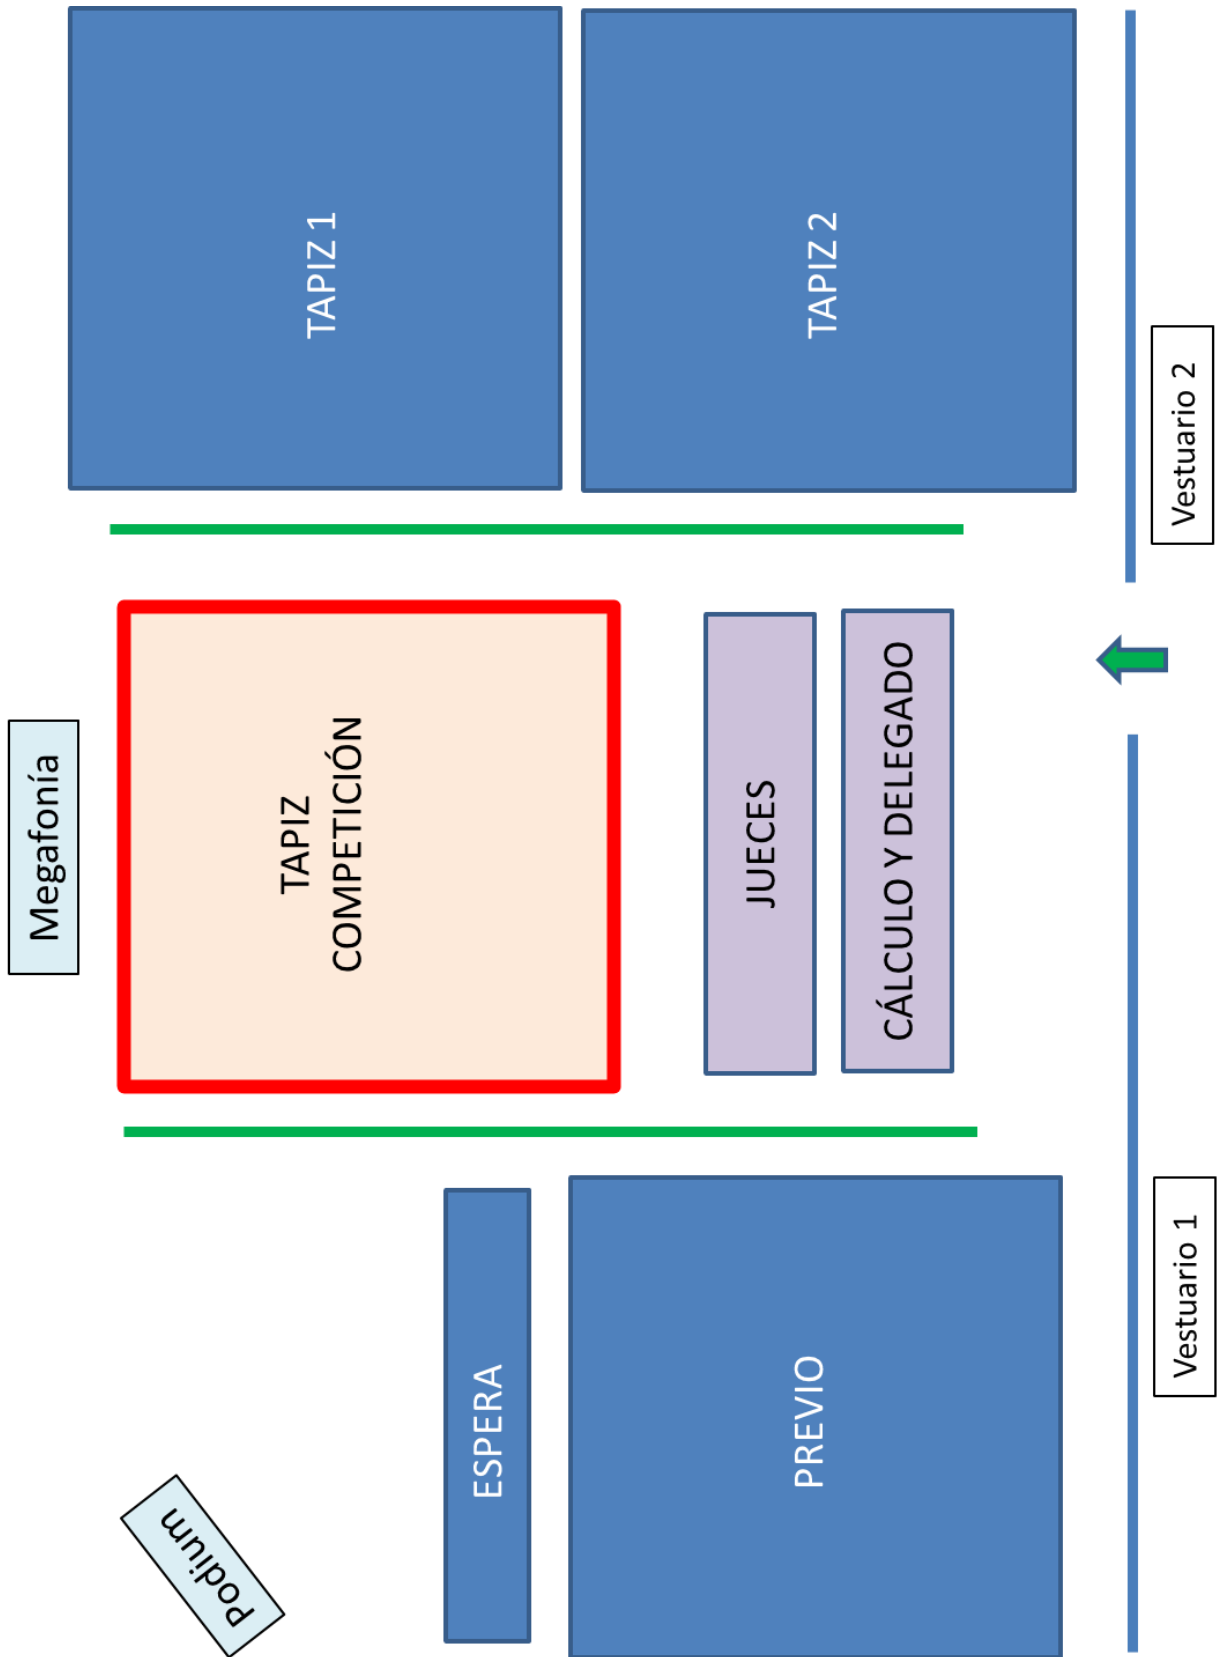 Megafonía
Podium
TAPIZ
COMPETICIÓN
TAPIZ 1
ESPERA
JUECES
PREVIO
TAPIZ 2
CÁLCULO Y DELEGADO
Vestuario 1
Vestuario 2